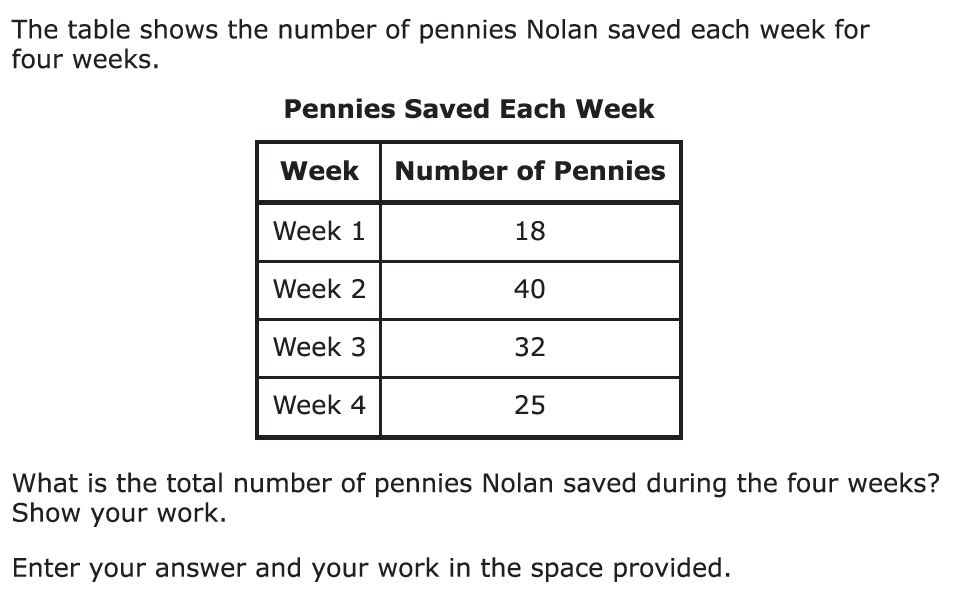 The table shows the number of pennies Nolan saved each week for
four weeks.
Pennies Saved Each Week
Week Number of Pennies
Week 1 18
Week 2 40
Week 3 32
Week 4 25
What is the total number of pennies Nolan saved during the four weeks?
Show your work.
Enter your answer and your work in the space provided.